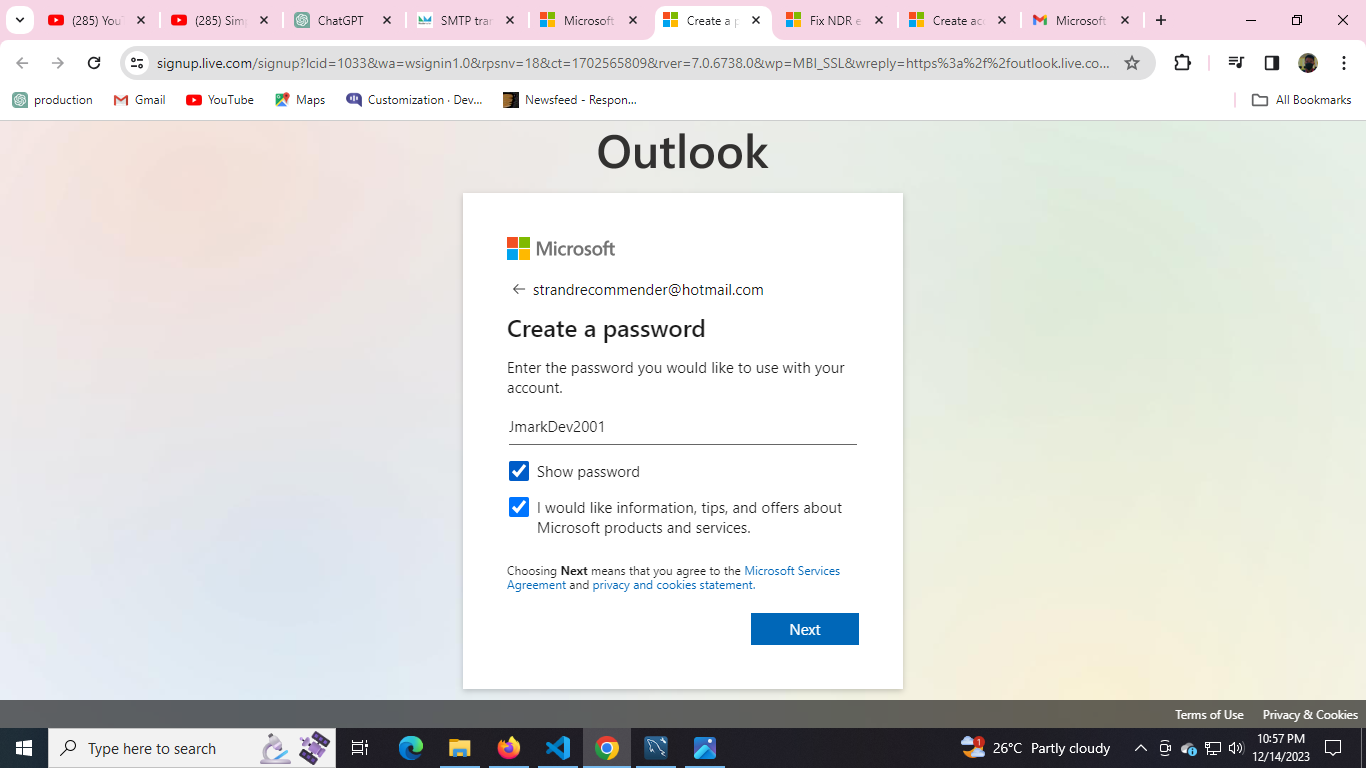 (285) You
(285) Simp
ChatGPT
SMTP tran
Microsoft
Create a p
Fix NDR e
Create acc
Microsoft
signup.live.com/signup?lcid=1033&wa=wsignin1.0&rpsnv=18&ct=1702565809&rver=7.0.6738.0&wp=MBI_SSL&wreply=https%3a%2f%2foutlook.live.co...
production
Gmail
YouTube
Maps
Customization · Dev...
Newsfeed - Respon...
All Bookmarks
Outlook
Microsoft
strandrecommender@hotmail.com
Create a password
Enter the password you would like to use with your
account.
JmarkDev2001
Show password
I would like information, tips, and offers about
Microsoft products and services.
Choosing Next means that you agree to the Microsoft Services
Agreement and privacy and cookies statement.
Next
Terms of Use
Privacy & Cookies
Type here to search
1
26°C Partly cloudy
10:57 PM
12/14/2023